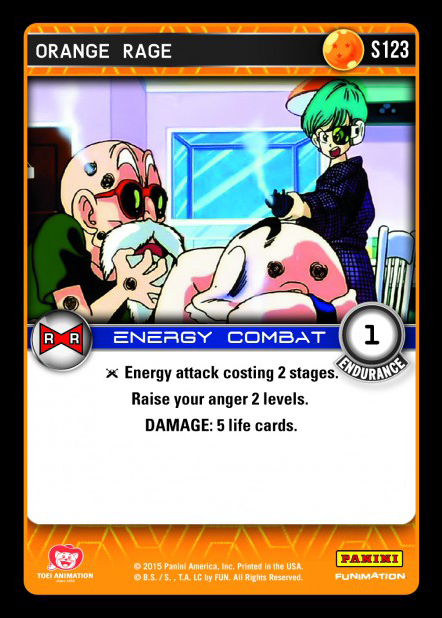 ORANGE RAGE
S123
R R
ENERGY COMBAT
1
ENDURANCE
Energy attack costing 2 stages.
Raise your anger 2 levels.
DAMAGE: 5 life cards.
TOEI ANIMATION
Since 1956
© 2015 Panini America, Inc. Printed in the USA.
© B.S. / S. , T.A. LC by FUN. All Rights Reserved.
PANINI
FUNIMATION